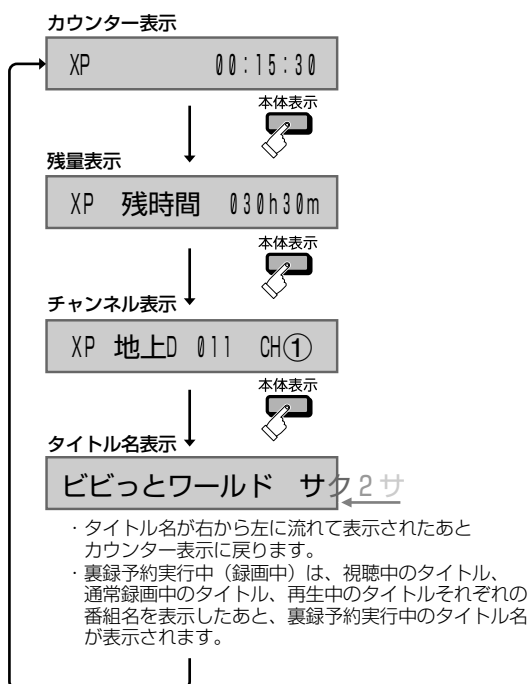 カウンター表示
XP 00:15:30
本体表示
残量表示
XP 残時間 030h30m
本体表示
チャンネル表示
XP 地上D 011 CH①
本体表示
タイトル名表示
ビビっとワールド サク2サ
・タイトル名が右から左に流れて表示されたあと
カウンター表示に戻ります。
・裏録予約実行中（録画中）は、視聴中のタイトル、
通常録画中のタイトル、再生中のタイトルそれぞれの
番組名を表示したあと、裏録予約実行中のタイトル名
が表示されます。